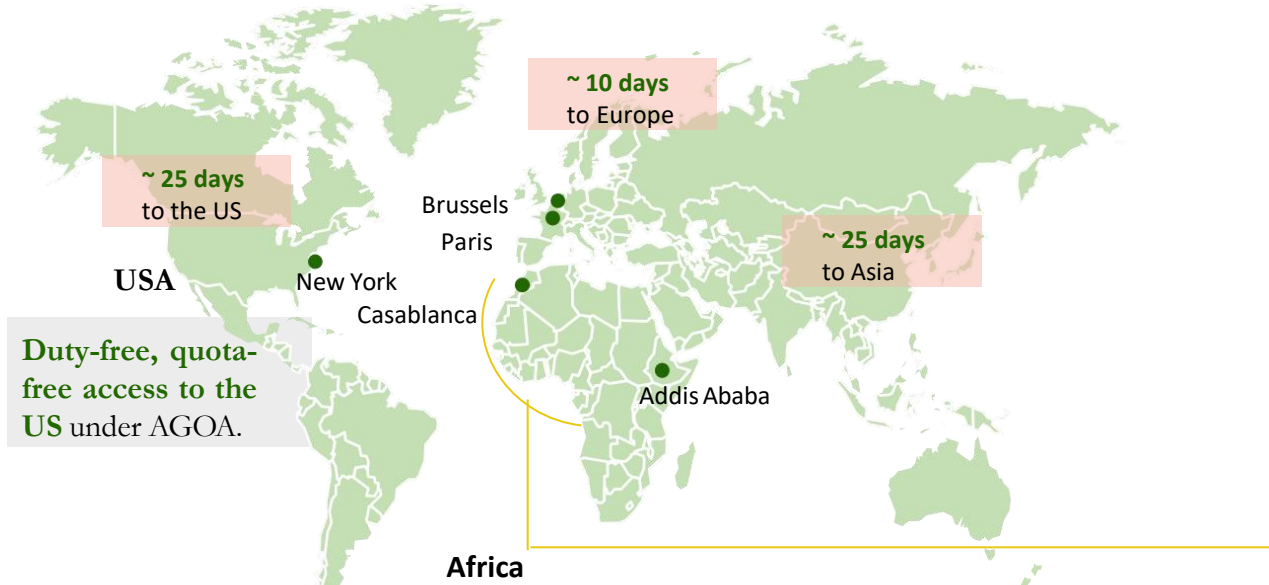 ~ 10 days
to Europe
~ 25 days
to the US
Brussels
Paris
~ 25 days
to Asia
USA
New York
Casablanca
Duty-free, quota-
free access to the
US under AGOA.
Addis Ababa
Africa